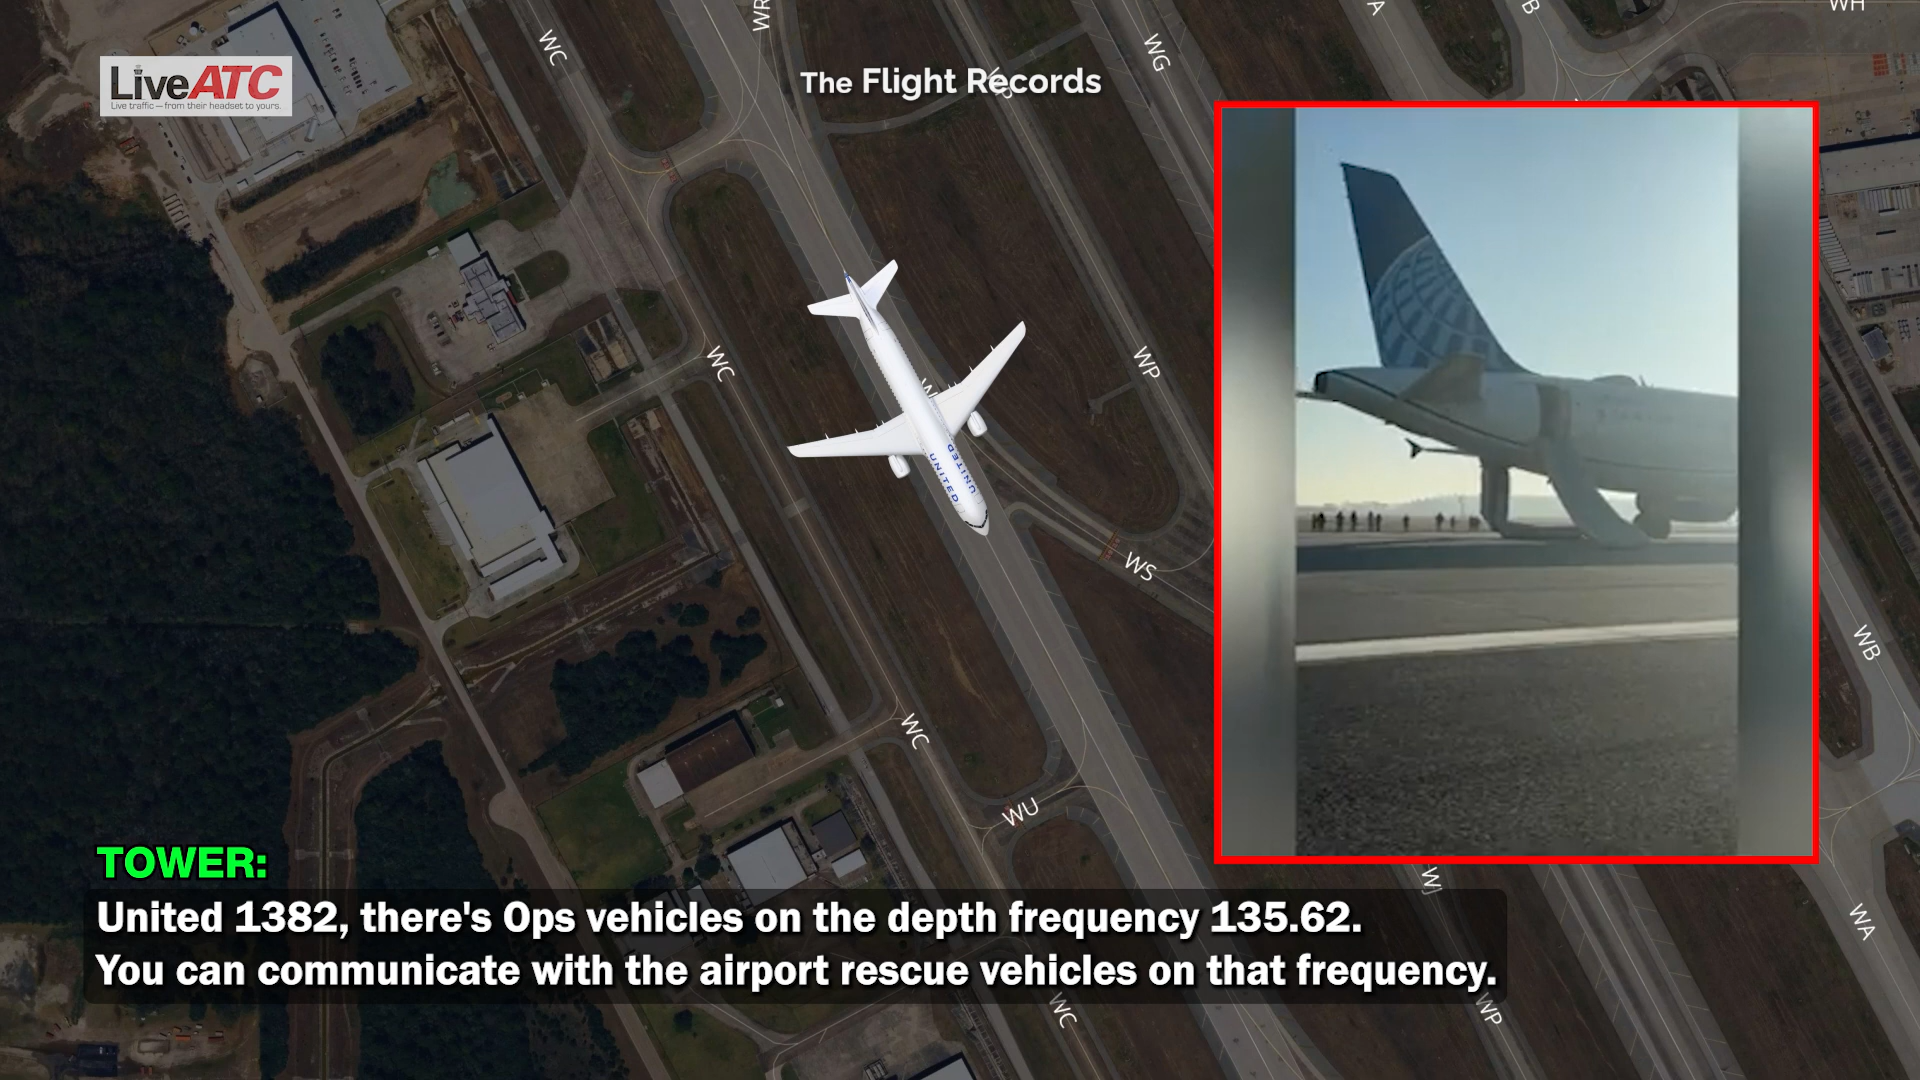 WR
A
B
WH
WC
WG
LiveATC
Live traffic — from their headset to yours.
The Flight Records
WC
WP
UNITED
UNITED
WS
WB
WC
WU
TOWER:
United 1382, there's Ops vehicles on the depth frequency 135.62.
You can communicate with the airport rescue vehicles on that frequency.
WA
WC
WP